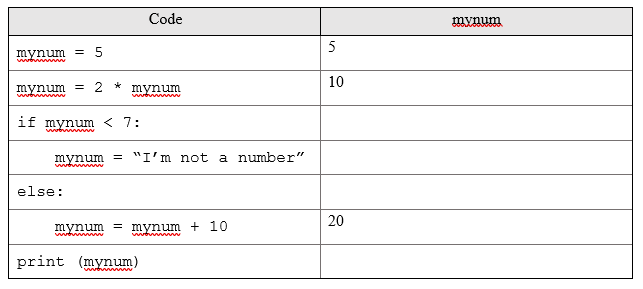 Code mynum
mynum = 5 5
mynum = 2 * mynum 10
if mynum < 7:
mynum = “I’m not a number”
else:
mynum = mynum + 10 20
print (mynum)